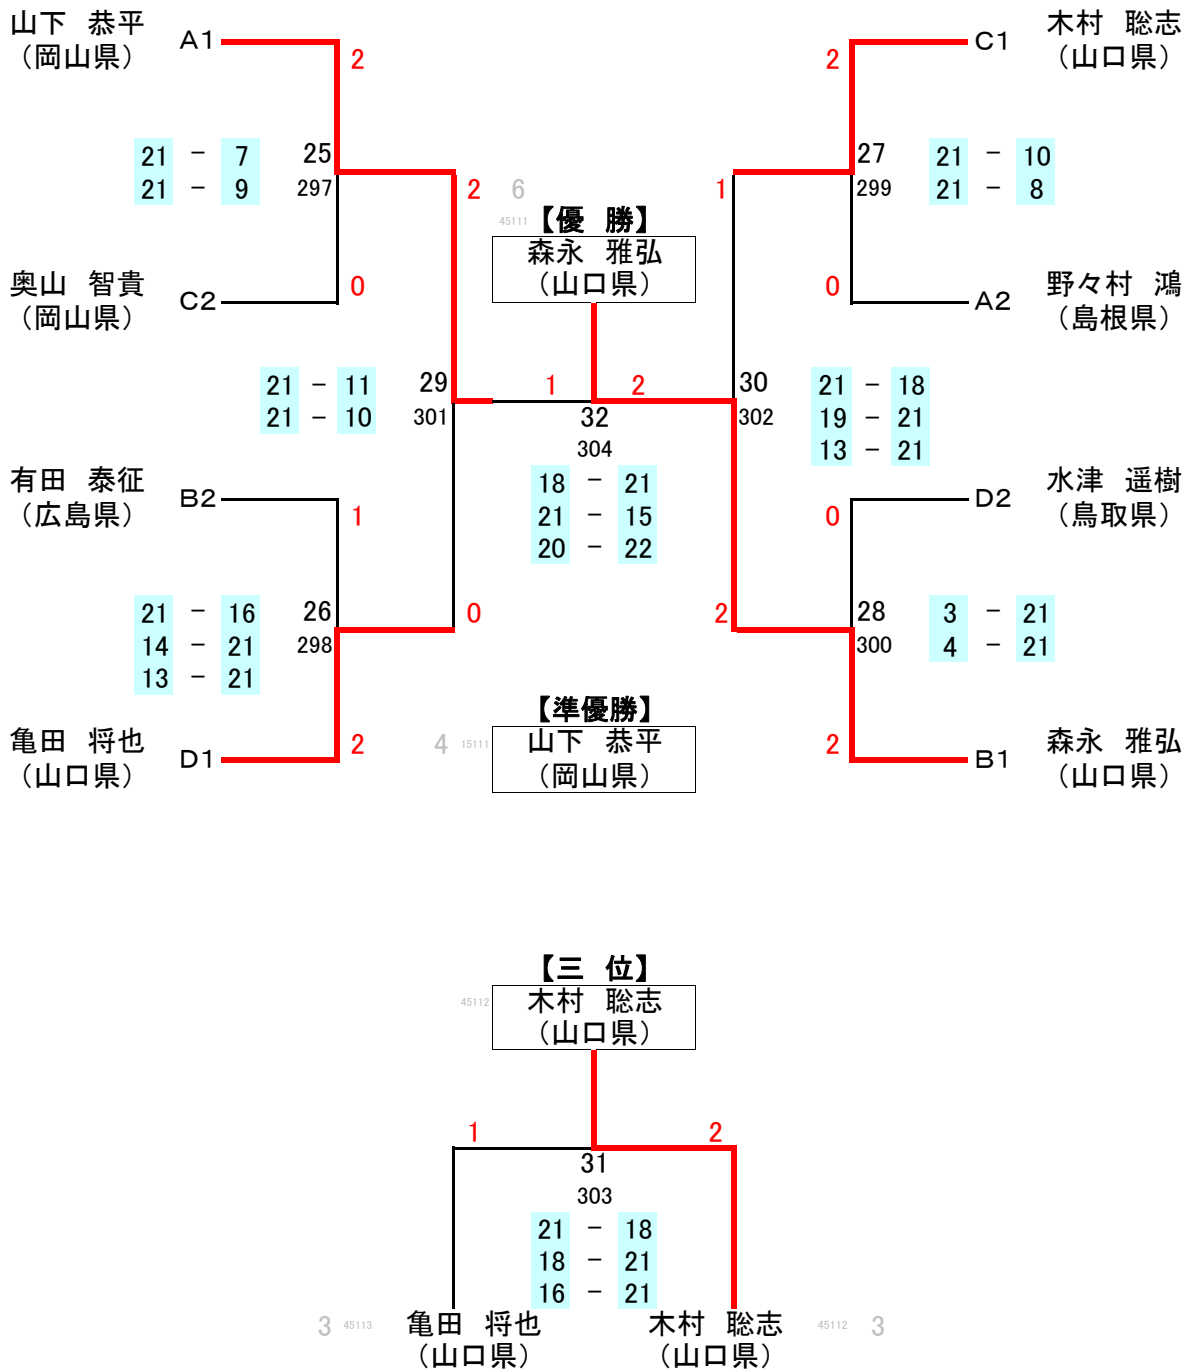 山下 恭平
（岡山県）
A1
2
21 − 7
21 − 9
25
297
奥山 智貴
（岡山県）
C2
0
2
21 − 11
21 − 10
29
301
有田 泰征
（広島県）
B2
1
21 − 16
14 − 21
13 − 21
26
298
0
亀田 将也
（山口県）
D1
2
6
45111
【優 勝】
森永 雅弘
（山口県）
1
2
32
304
18 − 21
21 − 15
20 − 22
【準優勝】
4
15111
山下 恭平
（岡山県）
木村 聡志
（山口県）
C1
2
27
299
21 − 10
21 − 8
1
野々村 鴻
（島根県）
A2
0
30
302
21 − 18
19 − 21
13 − 21
水津 遥樹
（鳥取県）
D2
0
2
28
300
3 − 21
4 − 21
森永 雅弘
（山口県）
B1
2
【三 位】
45112
木村 聡志
（山口県）
1
2
31
303
21 − 18
18 − 21
16 − 21
3
45113
亀田 将也
（山口県）
木村 聡志
（山口県）
45112
3